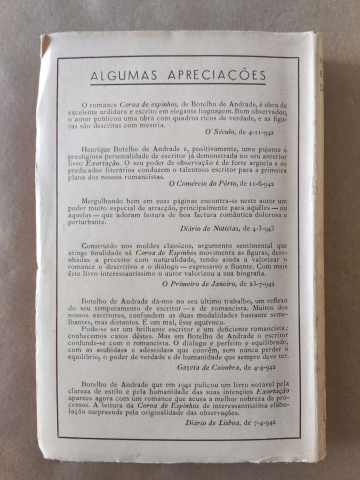 ALGUMAS APRECIAÇÕES
O romance Coroa de espinhos, de Botelho de Andrade, é obra de
excelente urdidura e escrito em elegante linguagem. Bom observador,
o autor publicou uma obra com quadros ricos de verdade, e as figu-
ras são descritas com mestria.
O Século, de 4-11-942
Henrique Botelho de Andrade é, positivamente, uma pujante e
prestigiosa personalidade de escritor já demonstrada no seu anterior
livro Exortação. O seu poder de observação é de forte argúcia e os
predicados literários conduzem o talentoso escritor para a primeira
plana dos nossos romancistas.
O Comércio do Pôrto, de 11-6-942
Mergulhando bem em suas páginas encontra-se neste autor um
poder muito especial de atracção, principalmente para aquêles — ou
aquelas — que adoram leitura de boa factura romântica dolorosa e
perturbante.
Diário de Notícias, de 4-3-943
Construído nos moldes clássicos, argumento sentimental que
atinge finalidade sã Coroa de Espinhos movimenta as figuras, dese-
nhadas a preceito com naturalidade, tendo ainda a valorizar o
romance o descritivo e o diálogo — expressivo e fluente. Com mais
êste livro interessantíssimo o autor valorizou a sua biografia.
O Primeiro de Janeiro, de 23-7-942
Botelho de Andrade dá-nos no seu último trabalho, um reflexo
do seu temperamento de escritor — e de romancista. Muitos dos
nossos escritores, confundem as duas modalidades bastante seme-
lhantes, mas distantes. E um mal, êsse equívoco.
Pode-se ser um brilhante escritor e um deficiente romancista;
conhecemos casos dêstes. Mas em Botelho de Andrade o escritor
confunde-se com o romancista. O diálogo é perfeito e equilibrado,
com as «subidas» e «descidas» que convêm, sem nunca perder o
equilíbrio, o poder de verdade e de humanidade que sempre deve ter.
Gazeta de Coimbra, de 4-4-942
Botelho de Andrade que em 1941 pulicou um livro notável pela
clareza de estilo e pela humanidade das suas intenções Exortação
aparece agora com um romance que acusa a melhor nobreza de pro-
cessos. A leitura da Coroa de Espinhos de interessantíssima efabu-
lação surpreende pela originalidade das observações.
Diário de Lisboa, de 7-4-942